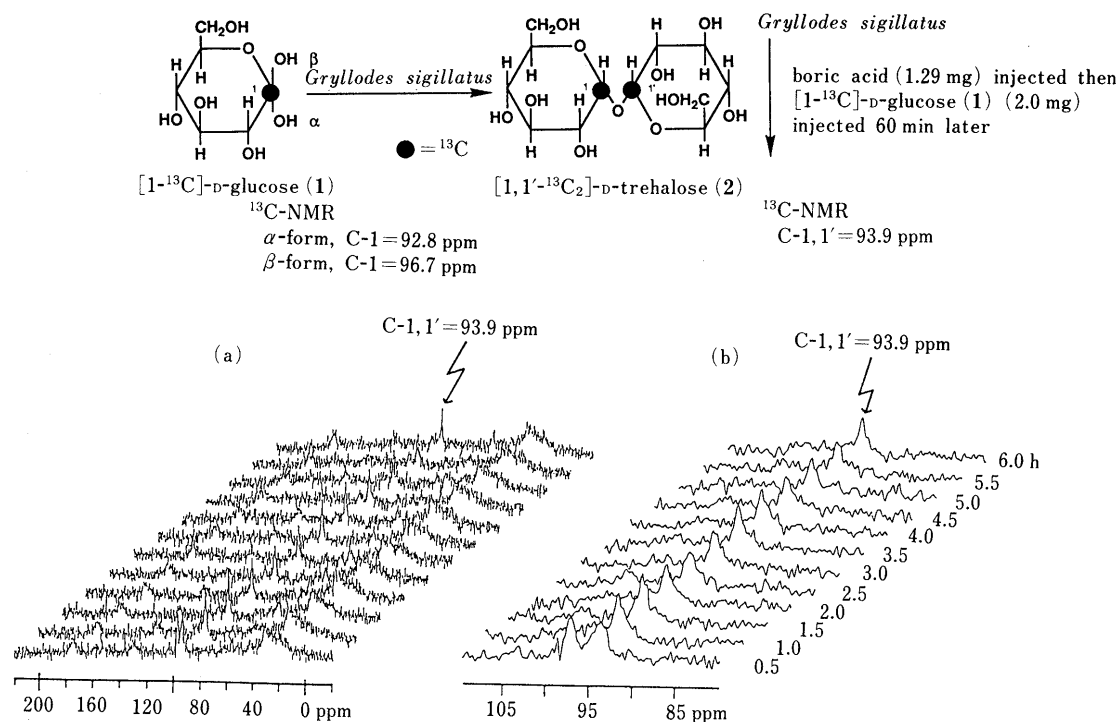 CH₂OH
H
O
OH β
H
H
1
OH
HO
OH α
H
OH
Gryllodes sigillatus
● = ¹³C
[1-¹³C]-D-glucose (1)
¹³C-NMR
α-form, C-1=92.8 ppm
β-form, C-1=96.7 ppm
CH₂OH
H
O
H
H
H
1
OH
HO
H
OH
O
H
OH
H
H
1'
OH
H
HOH₂C
OH
O
H
[1,1'-¹³C₂]-D-trehalose (2)
Gryllodes sigillatus
boric acid (1.29 mg) injected then
[1-¹³C]-D-glucose (1) (2.0 mg)
injected 60 min later
¹³C-NMR
C-1,1'=93.9 ppm
(a)
C-1,1'=93.9 ppm
200 160 120 80 40 0 ppm
(b)
C-1,1'=93.9 ppm
6.0 h
5.5
5.0
4.5
4.0
3.5
3.0
2.5
2.0
1.5
1.0
0.5
105 95 85 ppm